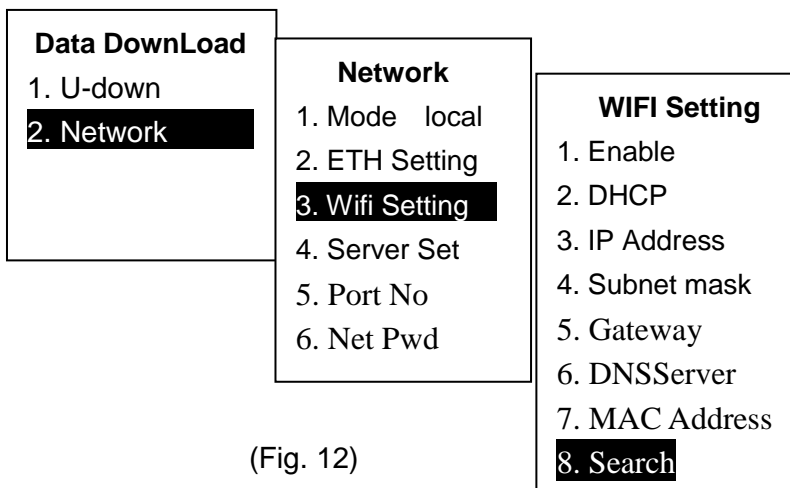 Data DownLoad
1. U-down
2. Network
Network
1. Mode local
2. ETH Setting
3. Wifi Setting
4. Server Set
5. Port No
6. Net Pwd
WIFI Setting
1. Enable
2. DHCP
3. IP Address
4. Subnet mask
5. Gateway
6. DNSServer
7. MAC Address
8. Search
(Fig. 12)